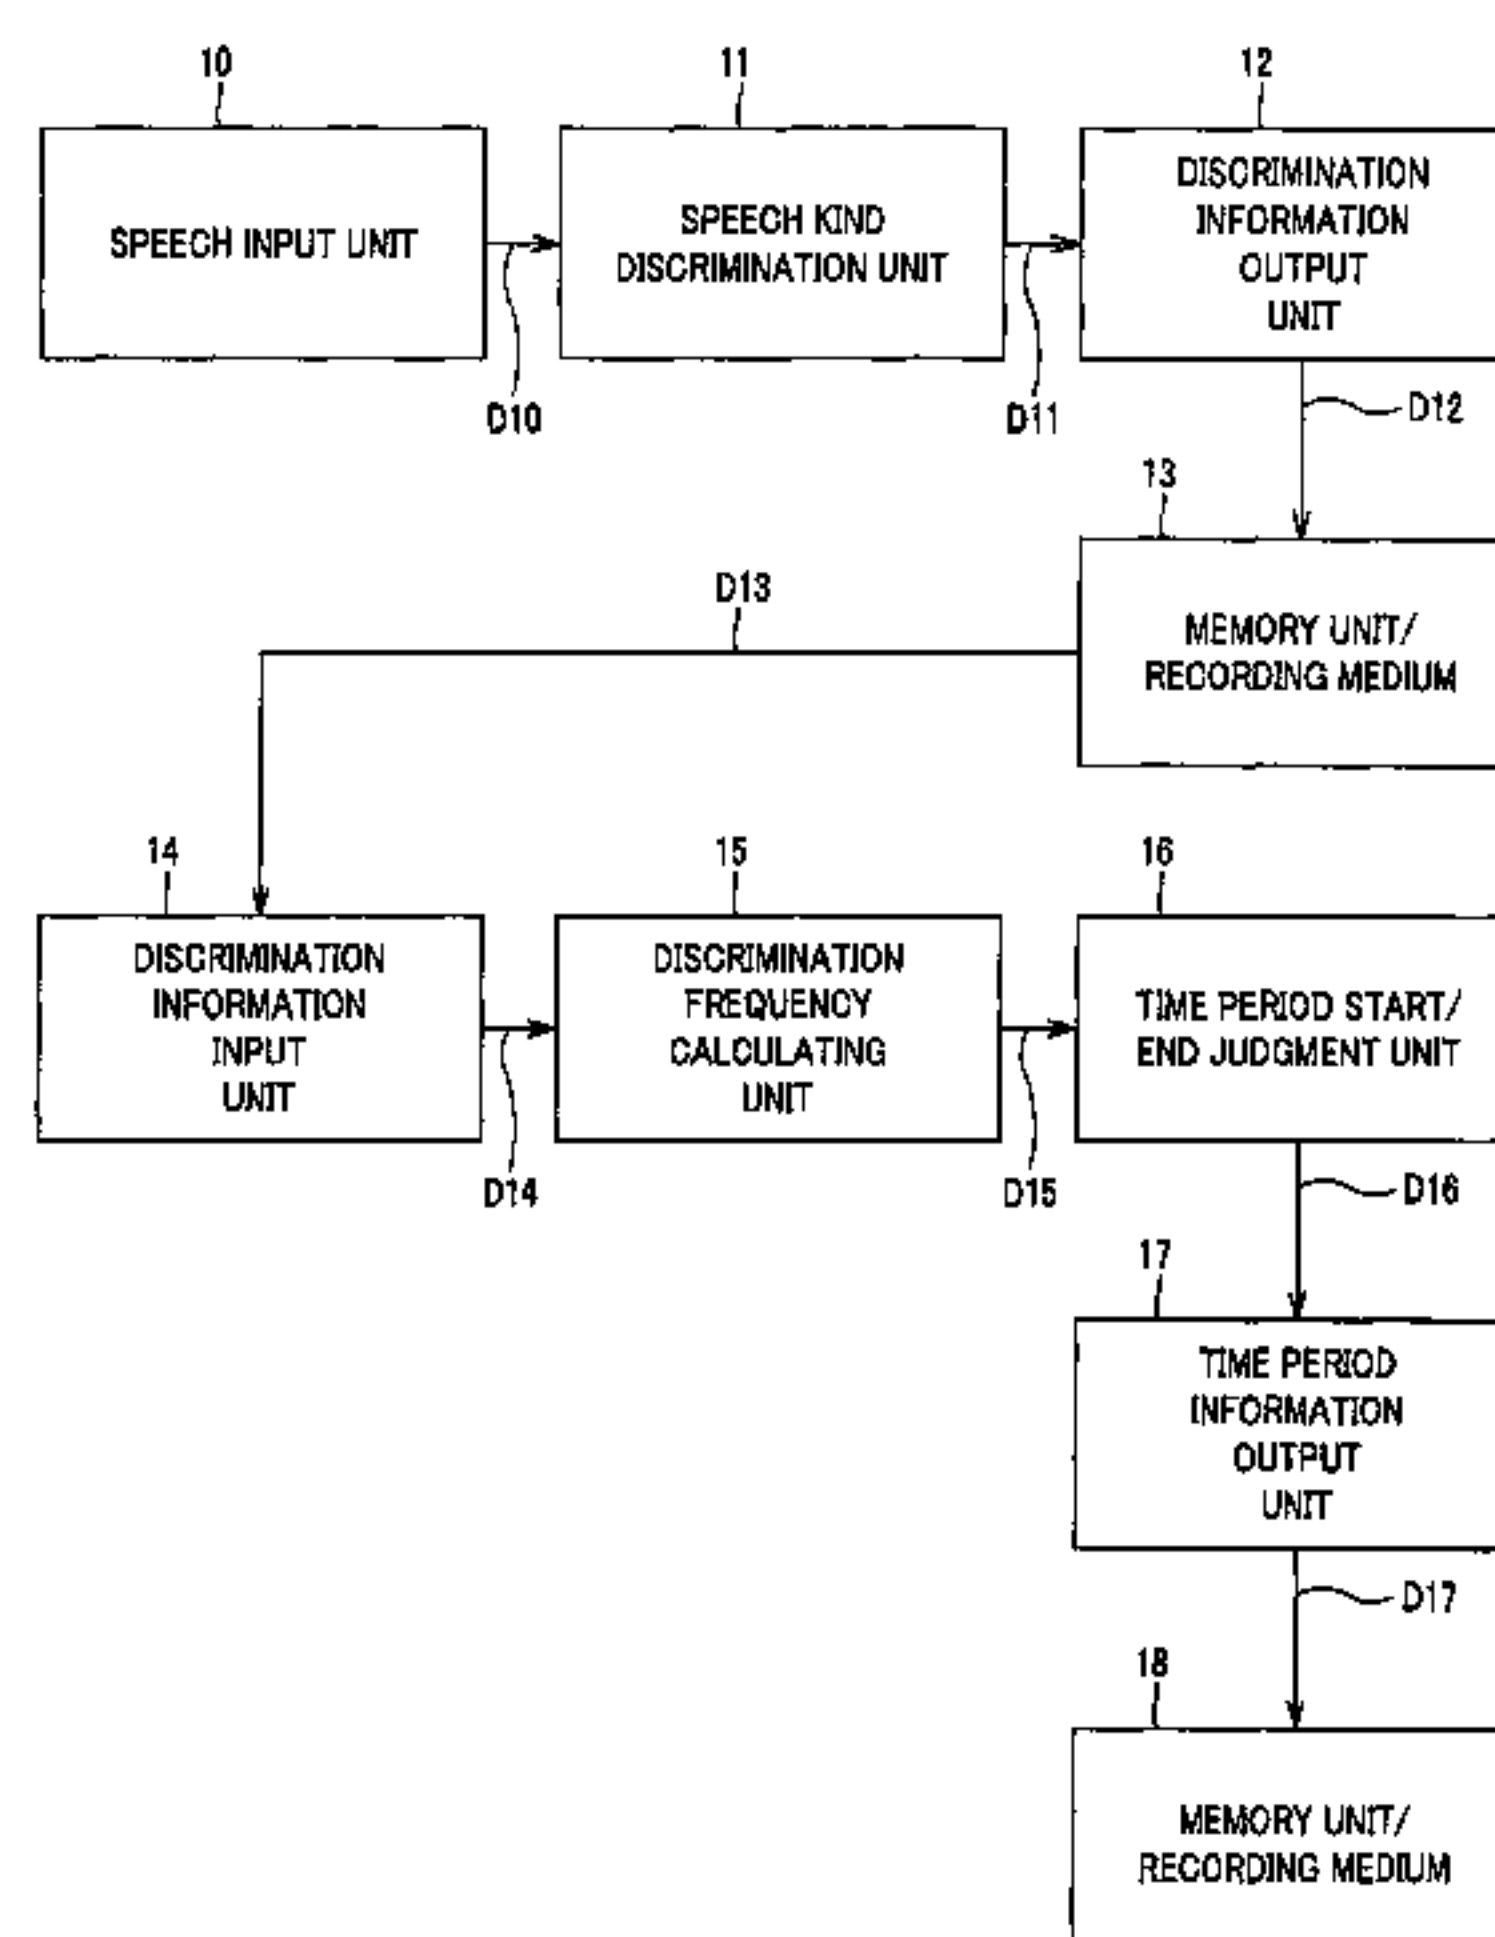 10
11
12
SPEECH INPUT UNIT
SPEECH KIND
DISCRIMINATION UNIT
DISCRIMINATION
INFORMATION
OUTPUT
UNIT
D10
D11
D12
13
D13
MEMORY UNIT/
RECORDING MEDIUM
14
15
16
DISCRIMINATION
INFORMATION
INPUT
UNIT
DISCRIMINATION
FREQUENCY
CALCULATING
UNIT
TIME PERIOD START/
END JUDGMENT UNIT
D14
D15
D16
17
TIME PERIOD
INFORMATION
OUTPUT
UNIT
D17
18
MEMORY UNIT/
RECORDING MEDIUM